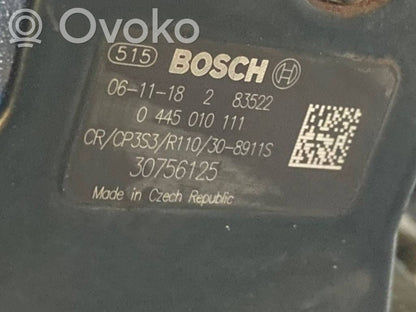 Ovoko
515 BOSCH
06-11-18 2 83522
0 445 010 111
CR/CP3S3/R110/30-8911S
30756125
Made in Czech Republic